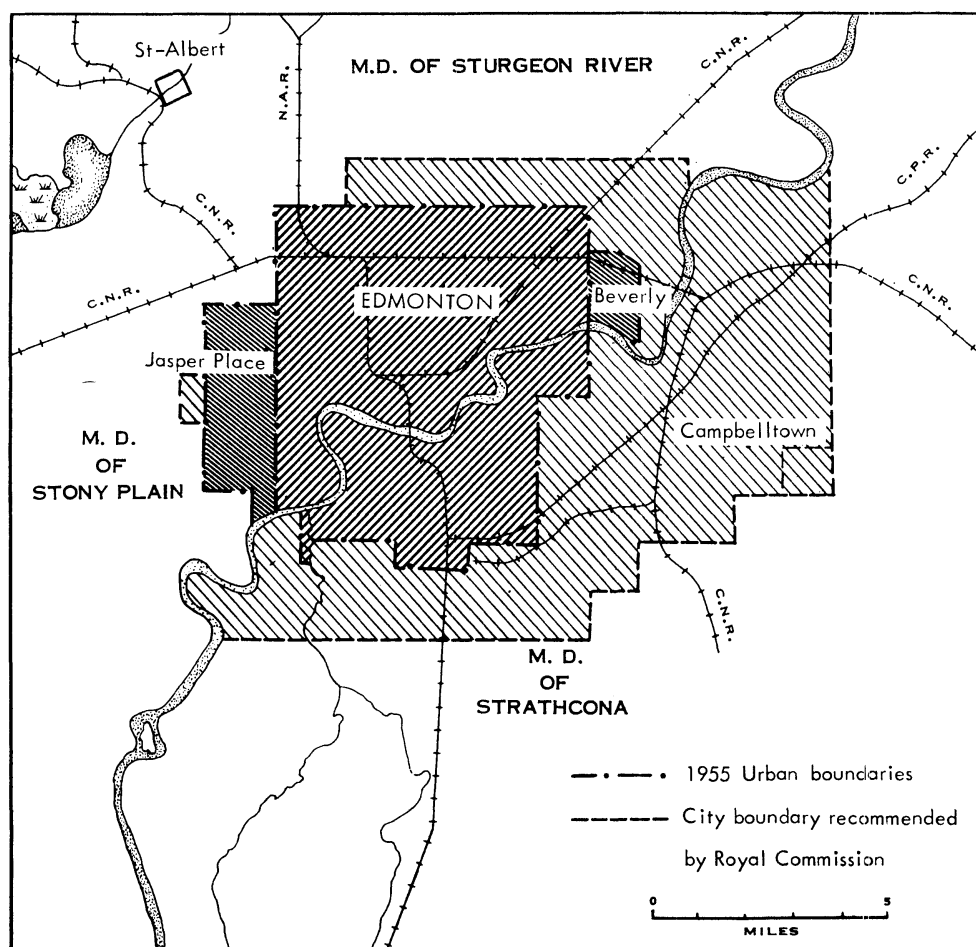 St-Albert
M.D. OF STURGEON RIVER
C.N.R.
N.A.R.
C.P.R.
C.N.R.
C.N.R.
C.N.R.
EDMONTON
Beverly
Jasper Place
Campbelltown
M. D.
OF
STONY PLAIN
C.N.R.
M. D.
OF
STRATHCONA
1955 Urban boundaries
City boundary recommended
by Royal Commission
0 5
MILES